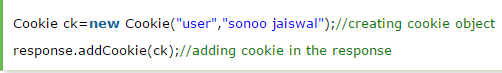 Cookie ck=new Cookie("user","sonoo jaiswal");//creating cookie object
response.addCookie(ck);//adding cookie in the response